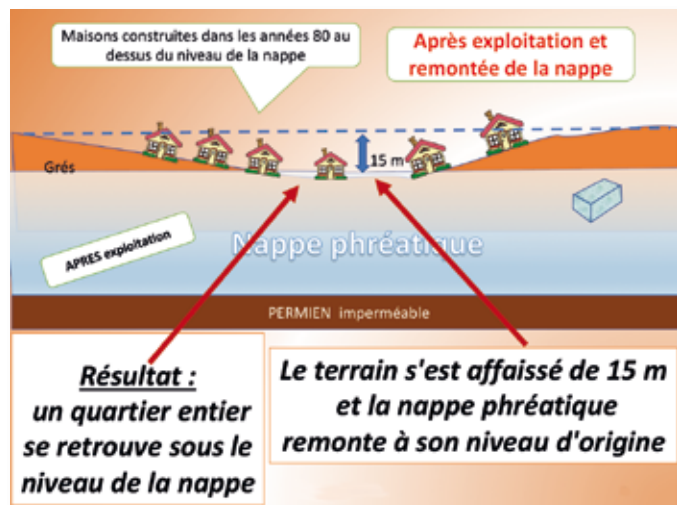 Maisons construites dans les années 80 au
dessus du niveau de la nappe
Après exploitation et
remontée de la nappe
15 m
Grés
Nappe phréatique
APRES exploitation
PERMIEN imperméable
Résultat :
un quartier entier
se retrouve sous le
niveau de la nappe
Le terrain s'est affaissé de 15 m
et la nappe phréatique
remonte à son niveau d'origine